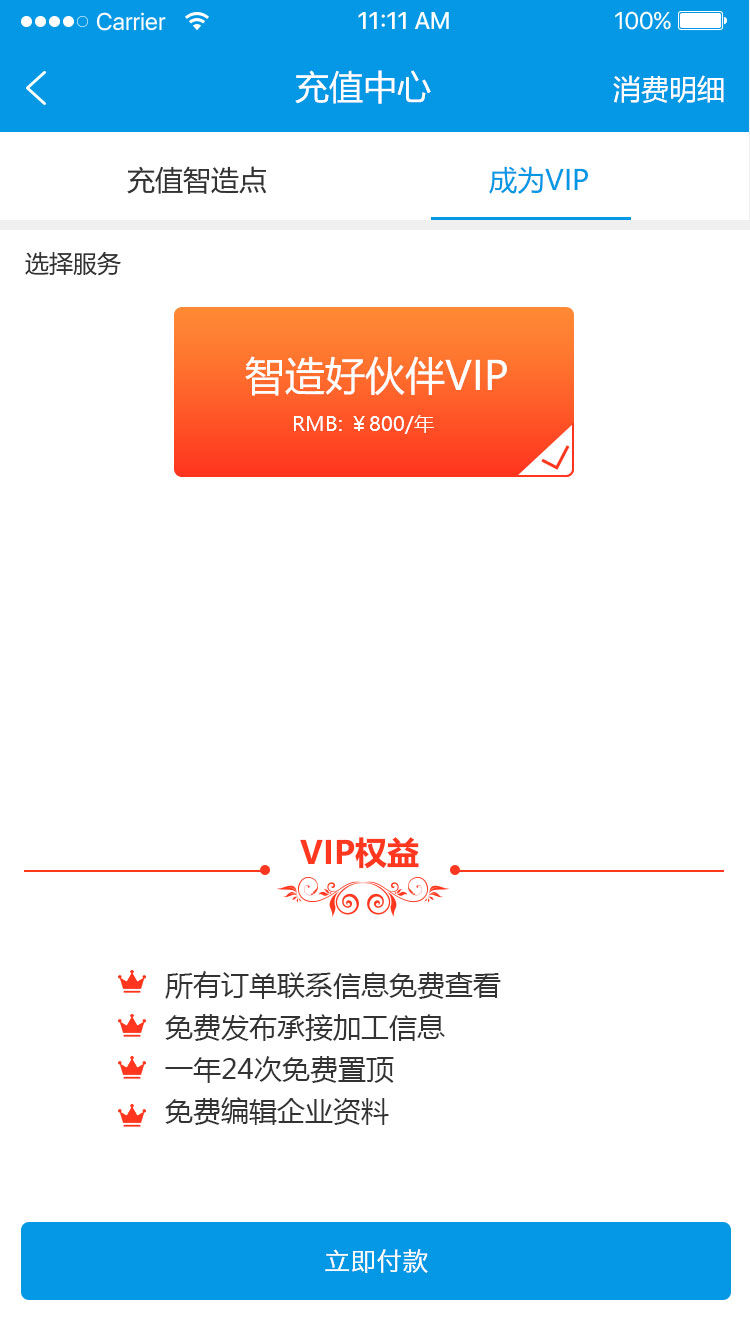 Carrier 11:11 AM 100%
充值中心 消费明细
充值智造点 成为VIP
选择服务
智造好伙伴VIP
RMB: ￥800/年
VIP权益
所有订单联系信息免费查看
免费发布承接加工信息
一年24次免费置顶
免费编辑企业资料
立即付款